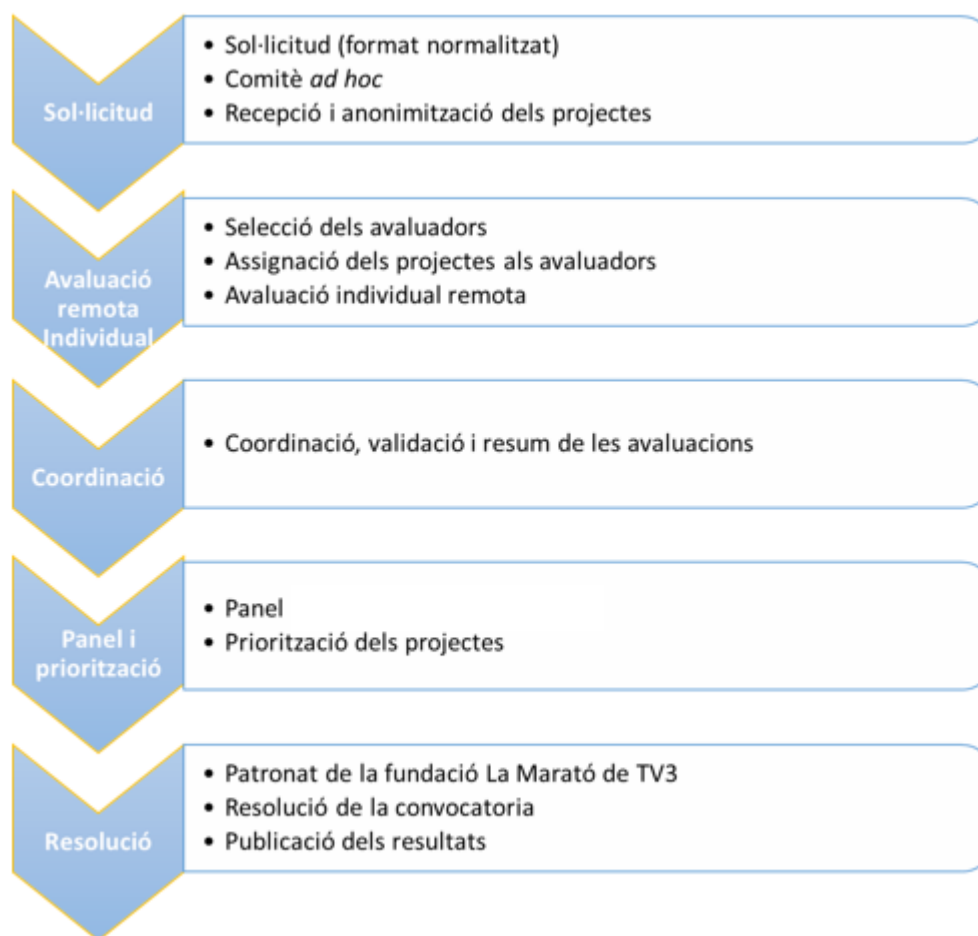 Sol·licitud
• Sol·licitud (format normalitzat)
• Comitè ad hoc
• Recepció i anonimització dels projectes
Avaluació
remota
Individual
• Selecció dels avaluadors
• Assignació dels projectes als avaluadors
• Avaluació individual remota
Coordinació
• Coordinació, validació i resum de les avaluacions
Panel i
priorització
• Panel
• Priorització dels projectes
Resolució
• Patronat de la fundació La Marató de TV3
• Resolució de la convocatoria
• Publicació dels resultats